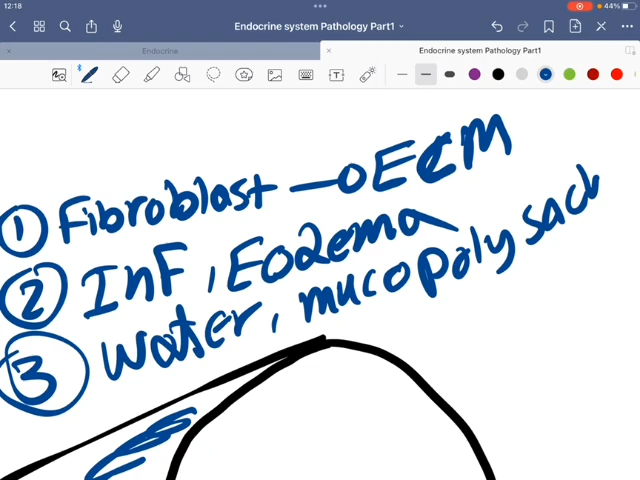 12:18
44%
Endocrine system Pathology Part1
Endocrine
Endocrine system Pathology Part1
① Fibroblast → ECM
② Inf, Eodema
③ Water, mucopolysacc